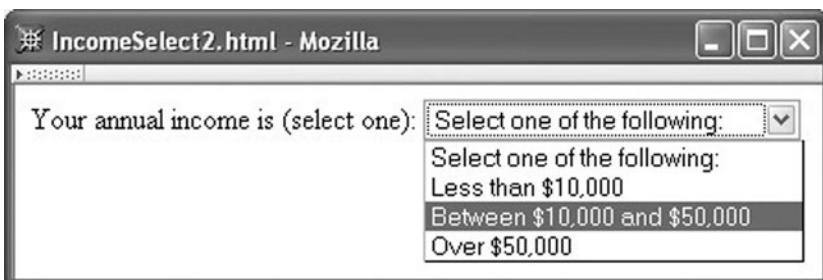 IncomeSelect2.html - Mozilla
Your annual income is (select one): Select one of the following:
Select one of the following:
Less than $10,000
Between $10,000 and $50,000
Over $50,000